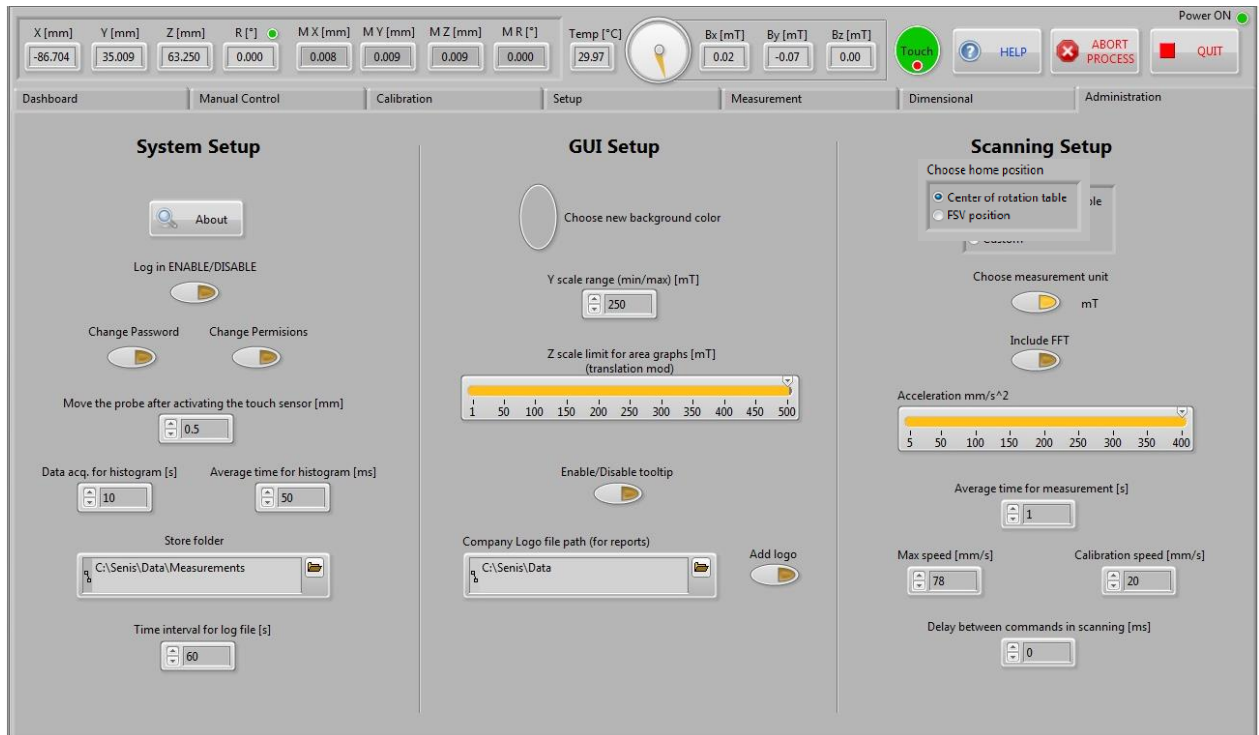 Power ON
X [mm] Y [mm] Z [mm] R [°] M X [mm] M Y [mm] M Z [mm] M R [°] Temp [°C] Bx [mT] By [mT] Bz [mT]
-86.704 35.009 63.250 0.000 0.008 0.009 0.009 0.000 29.97 0.02 -0.07 0.00
Touch HELP ABORT PROCESS QUIT
Dashboard Manual Control Calibration Setup Measurement Dimensional Administration
System Setup
About
Log in ENABLE/DISABLE
Change Password Change Permisions
Move the probe after activating the touch sensor [mm]
0.5
Data acq. for histogram [s] Average time for histogram [ms]
10 50
Store folder
C:\Senis\Data\Measurements
Time interval for log file [s]
60
GUI Setup
Choose new background color
Y scale range (min/max) [mT]
250
Z scale limit for area graphs [mT]
(translation mod)
1 50 100 150 200 250 300 350 400 450 500
Enable/Disable tooltip
Company Logo file path (for reports)
C:\Senis\Data
Add logo
Scanning Setup
Choose home position
Center of rotation table
FSV position
Custom
Choose measurement unit
mT
Include FFT
Acceleration mm/s^2
5 50 100 150 200 250 300 350 400
Average time for measurement [s]
1
Max speed [mm/s] Calibration speed [mm/s]
78 20
Delay between commands in scanning [ms]
0